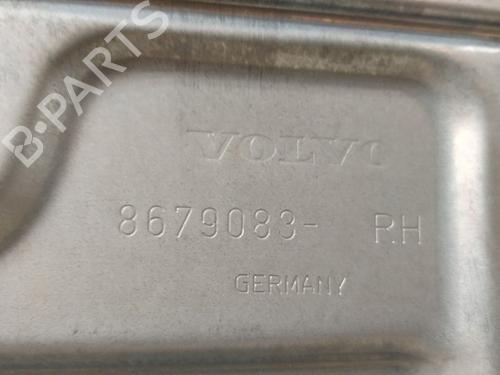 B-PARTS
VOLVO
8679083- RH
GERMANY